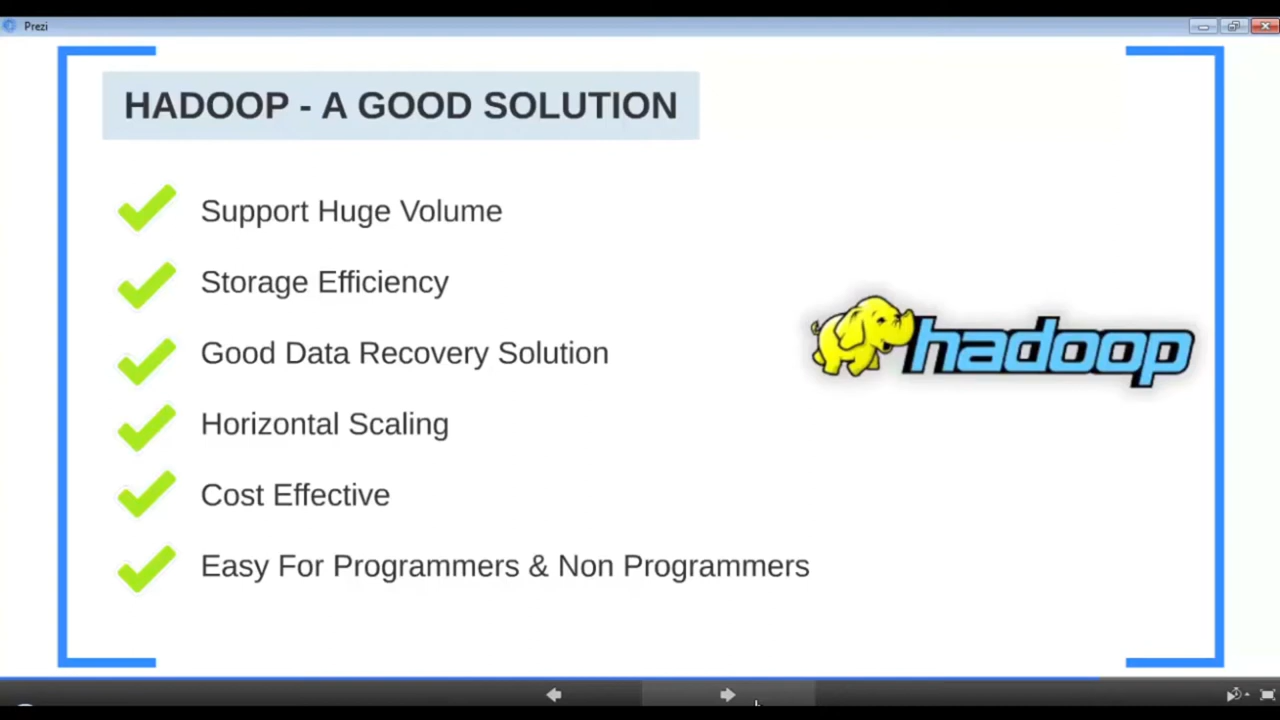 Prezi
HADOOP - A GOOD SOLUTION
Support Huge Volume
Storage Efficiency
Good Data Recovery Solution
hadoop
Horizontal Scaling
Cost Effective
Easy For Programmers & Non Programmers